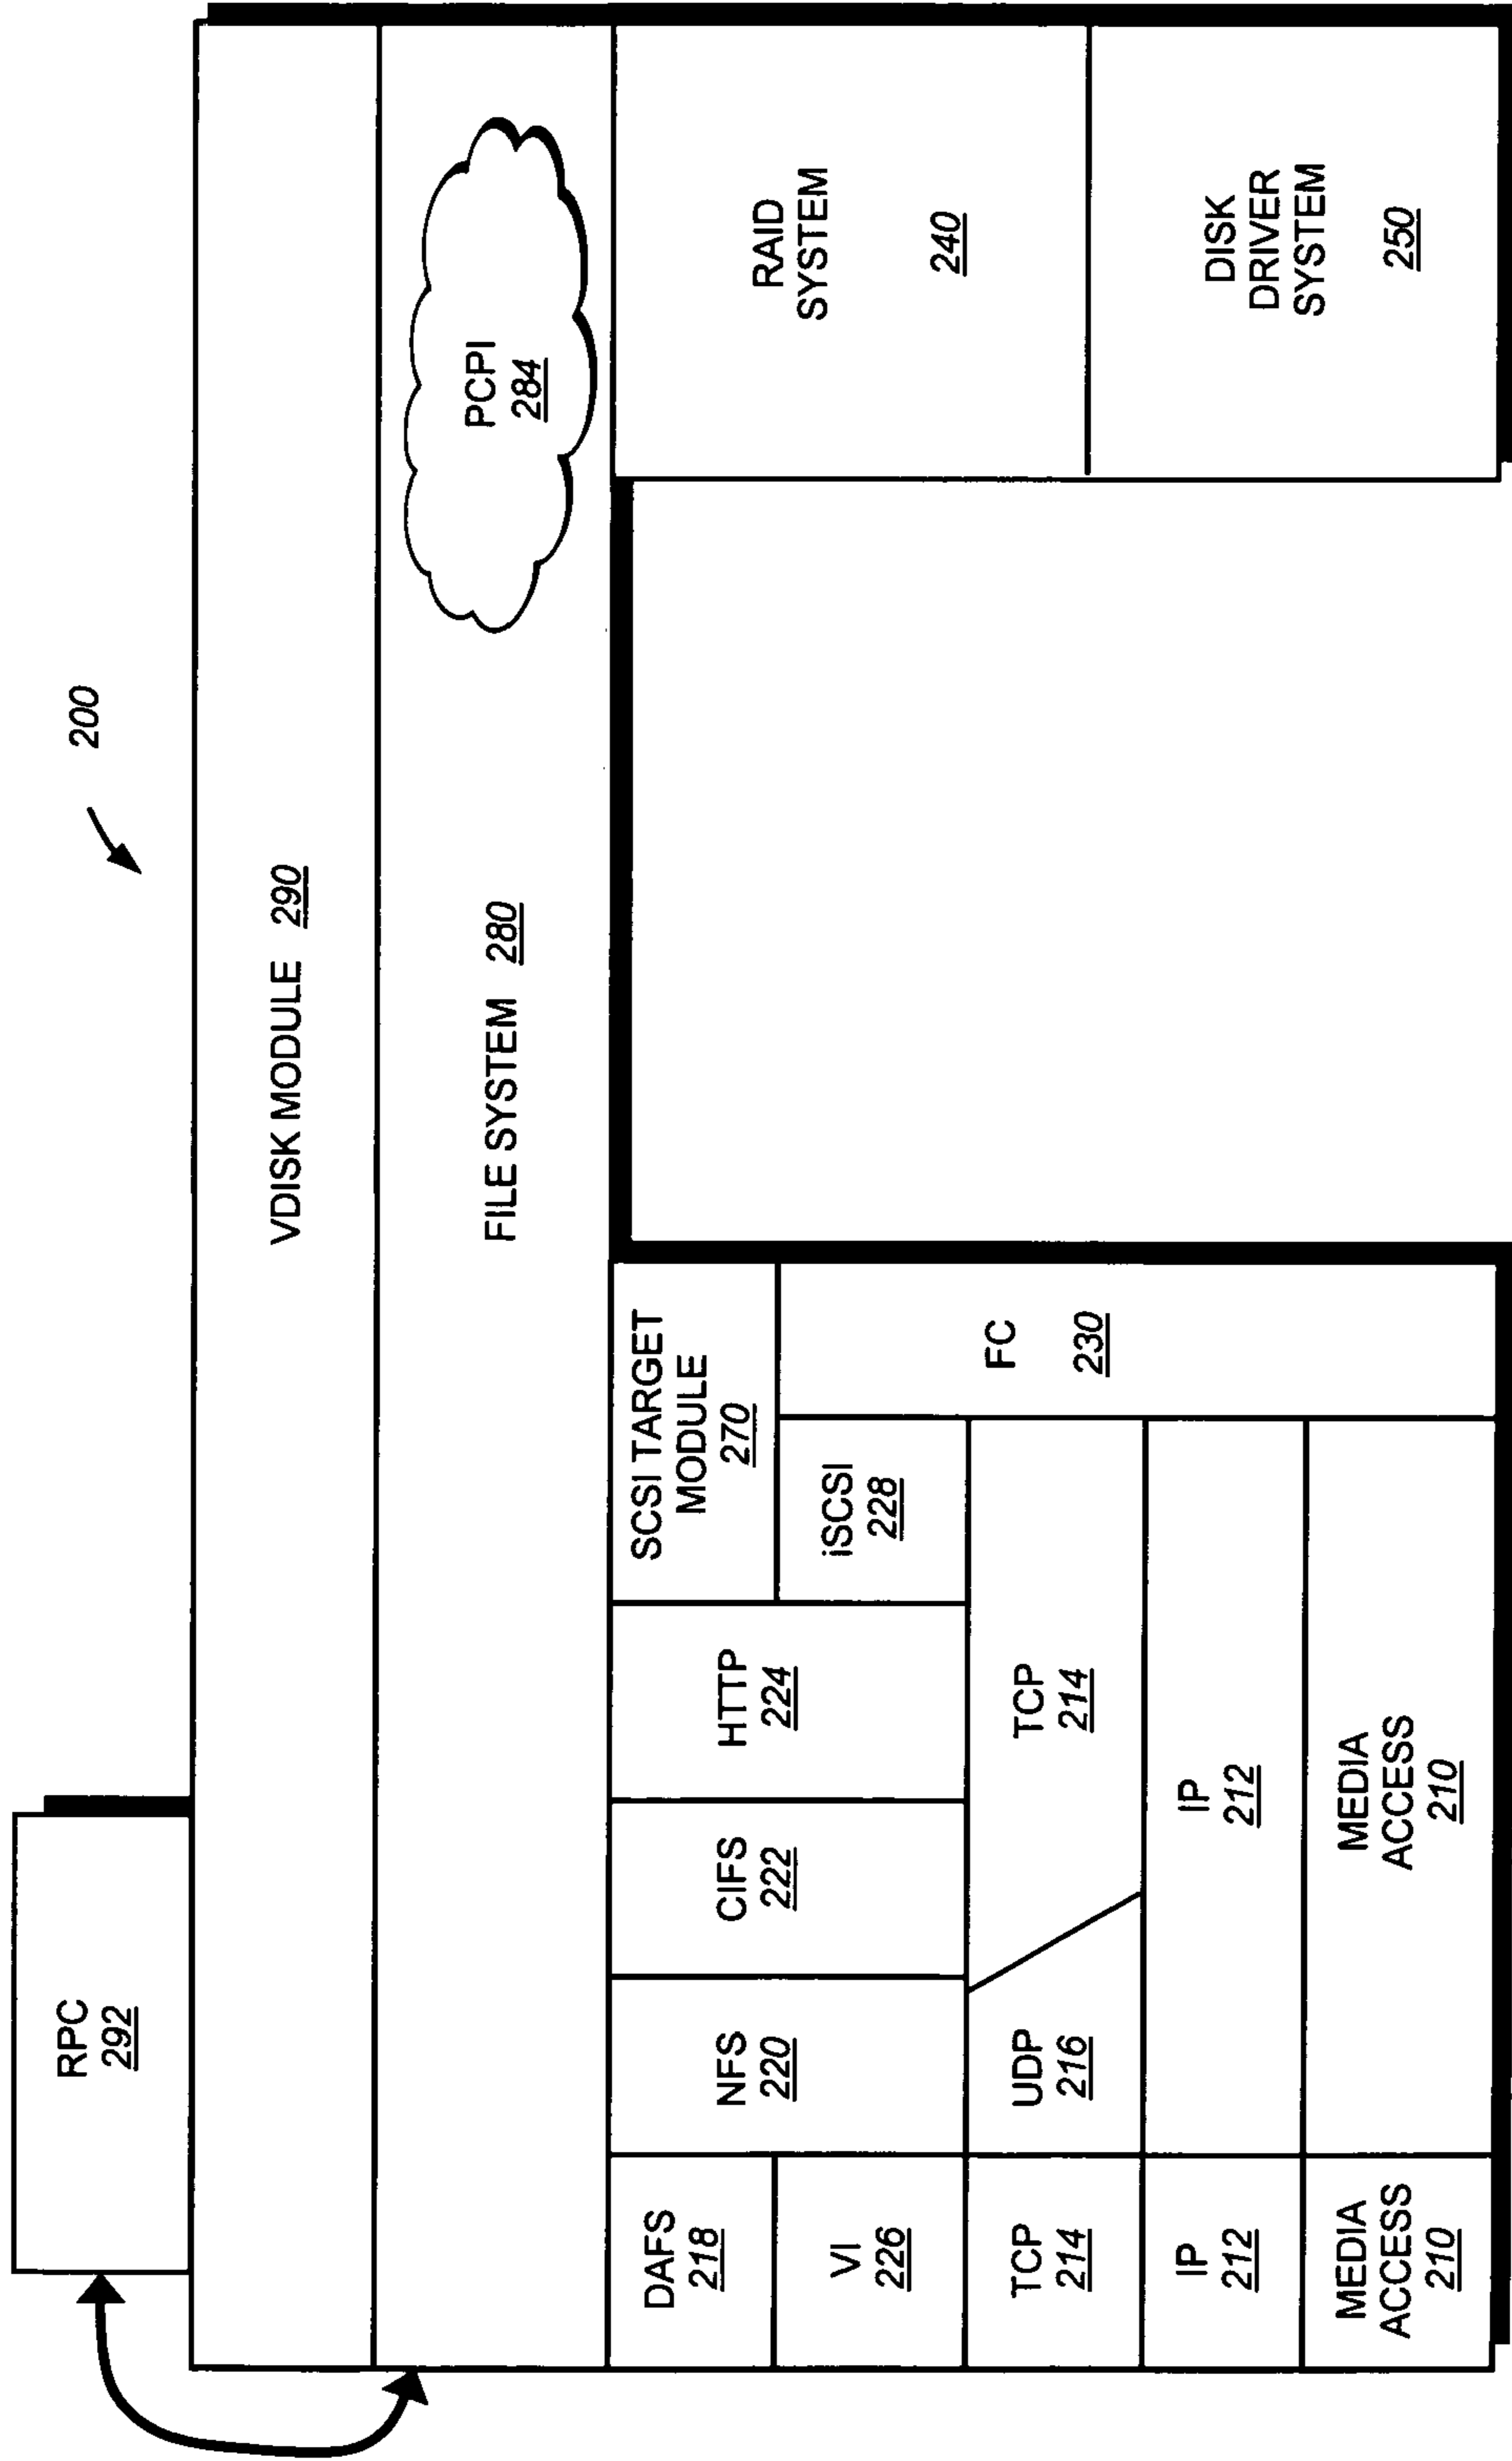 200
RPC
292
VDISK MODULE 290
FILE SYSTEM 280
PCPI
284
DAFS
218
NFS
220
CIFS
222
HTTP
224
SCSI TARGET
MODULE
270
VI
226
iSCSI
228
FC
230
TCP
214
UDP
216
TCP
214
IP
212
IP
212
MEDIA
ACCESS
210
MEDIA
ACCESS
210
RAID
SYSTEM
240
DISK
DRIVER
SYSTEM
250